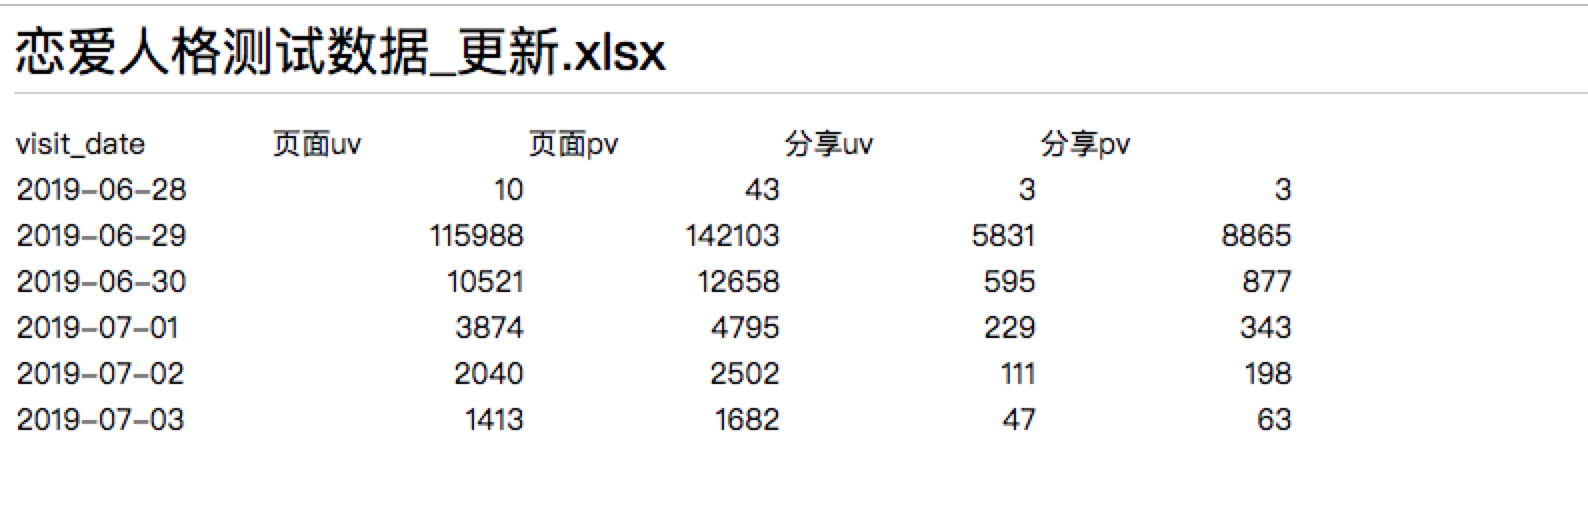 恋爱人格测试数据_更新.xlsx
visit_date 页面uv 页面pv 分享uv 分享pv
2019-06-28 10 43 3 3
2019-06-29 115988 142103 5831 8865
2019-06-30 10521 12658 595 877
2019-07-01 3874 4795 229 343
2019-07-02 2040 2502 111 198
2019-07-03 1413 1682 47 63